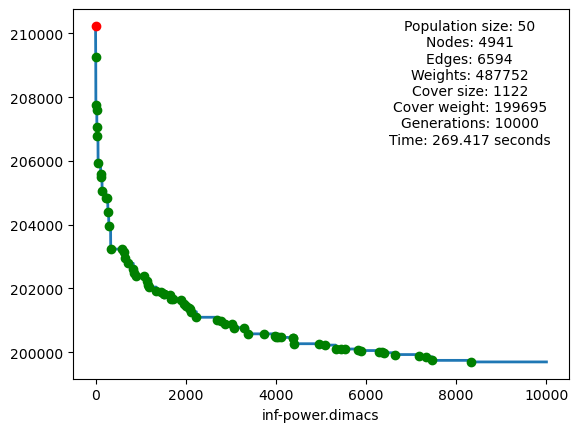 210000
208000
206000
204000
202000
200000
0
2000
4000
6000
8000
10000
inf-power.dimacs
Population size: 50
Nodes: 4941
Edges: 6594
Weights: 487752
Cover size: 1122
Cover weight: 199695
Generations: 10000
Time: 269.417 seconds